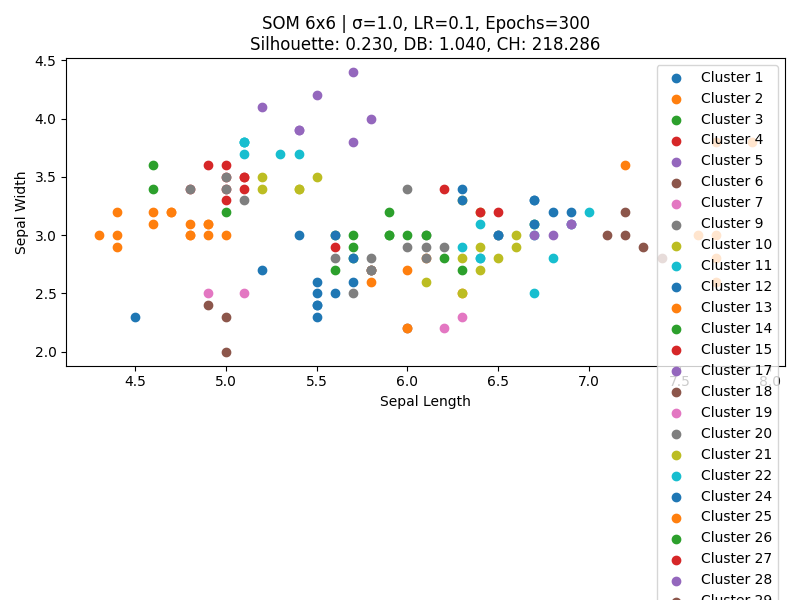 SOM 6x6 | σ=1.0, LR=0.1, Epochs=300
Silhouette: 0.230, DB: 1.040, CH: 218.286
4.5
4.0
3.5
3.0
2.5
2.0
Sepal Width
4.5 5.0 5.5 6.0 6.5 7.0 7.5 8.0
Sepal Length
Cluster 1
Cluster 2
Cluster 3
Cluster 4
Cluster 5
Cluster 6
Cluster 7
Cluster 9
Cluster 10
Cluster 11
Cluster 12
Cluster 13
Cluster 14
Cluster 15
Cluster 17
Cluster 18
Cluster 19
Cluster 20
Cluster 21
Cluster 22
Cluster 24
Cluster 25
Cluster 26
Cluster 27
Cluster 28
Cluster 29